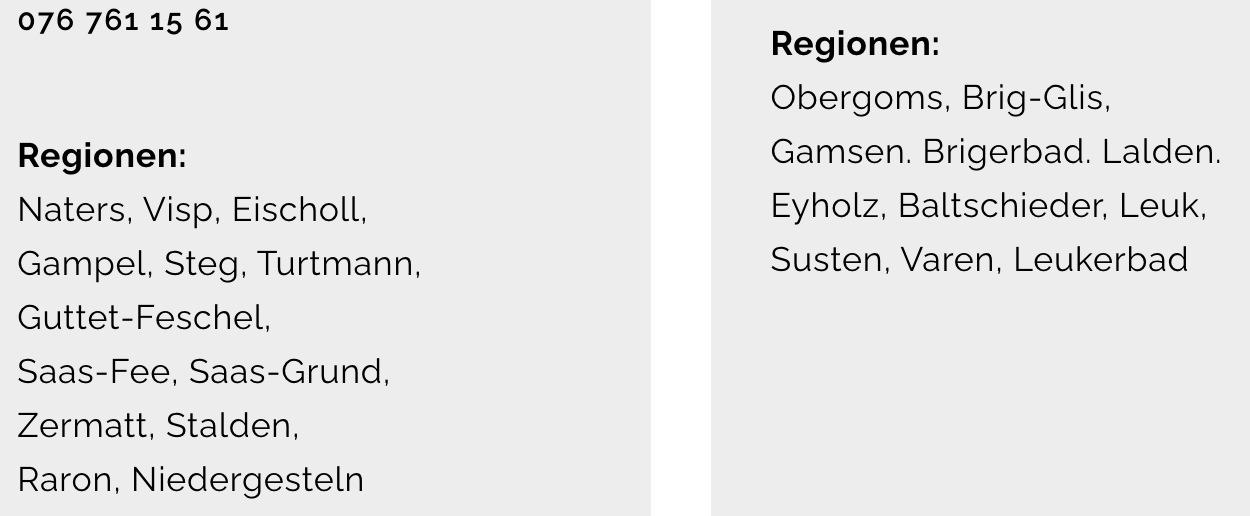 076 761 15 61
Regionen:
Naters, Visp, Eischoll,
Gampel, Steg, Turtmann,
Guttet-Feschel,
Saas-Fee, Saas-Grund,
Zermatt, Stalden,
Raron, Niedergesteln
Regionen:
Obergoms, Brig-Glis,
Gamsen. Brigerbad. Lalden.
Eyholz, Baltschieder, Leuk,
Susten, Varen, Leukerbad